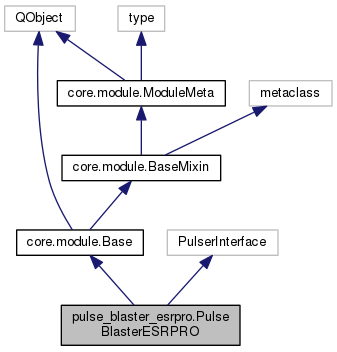 QObject
type
core.module.ModuleMeta
metaclass
core.module.BaseMixin
core.module.Base
PulserInterface
pulse_blaster_esrpro.Pulse
BlasterESRPRO